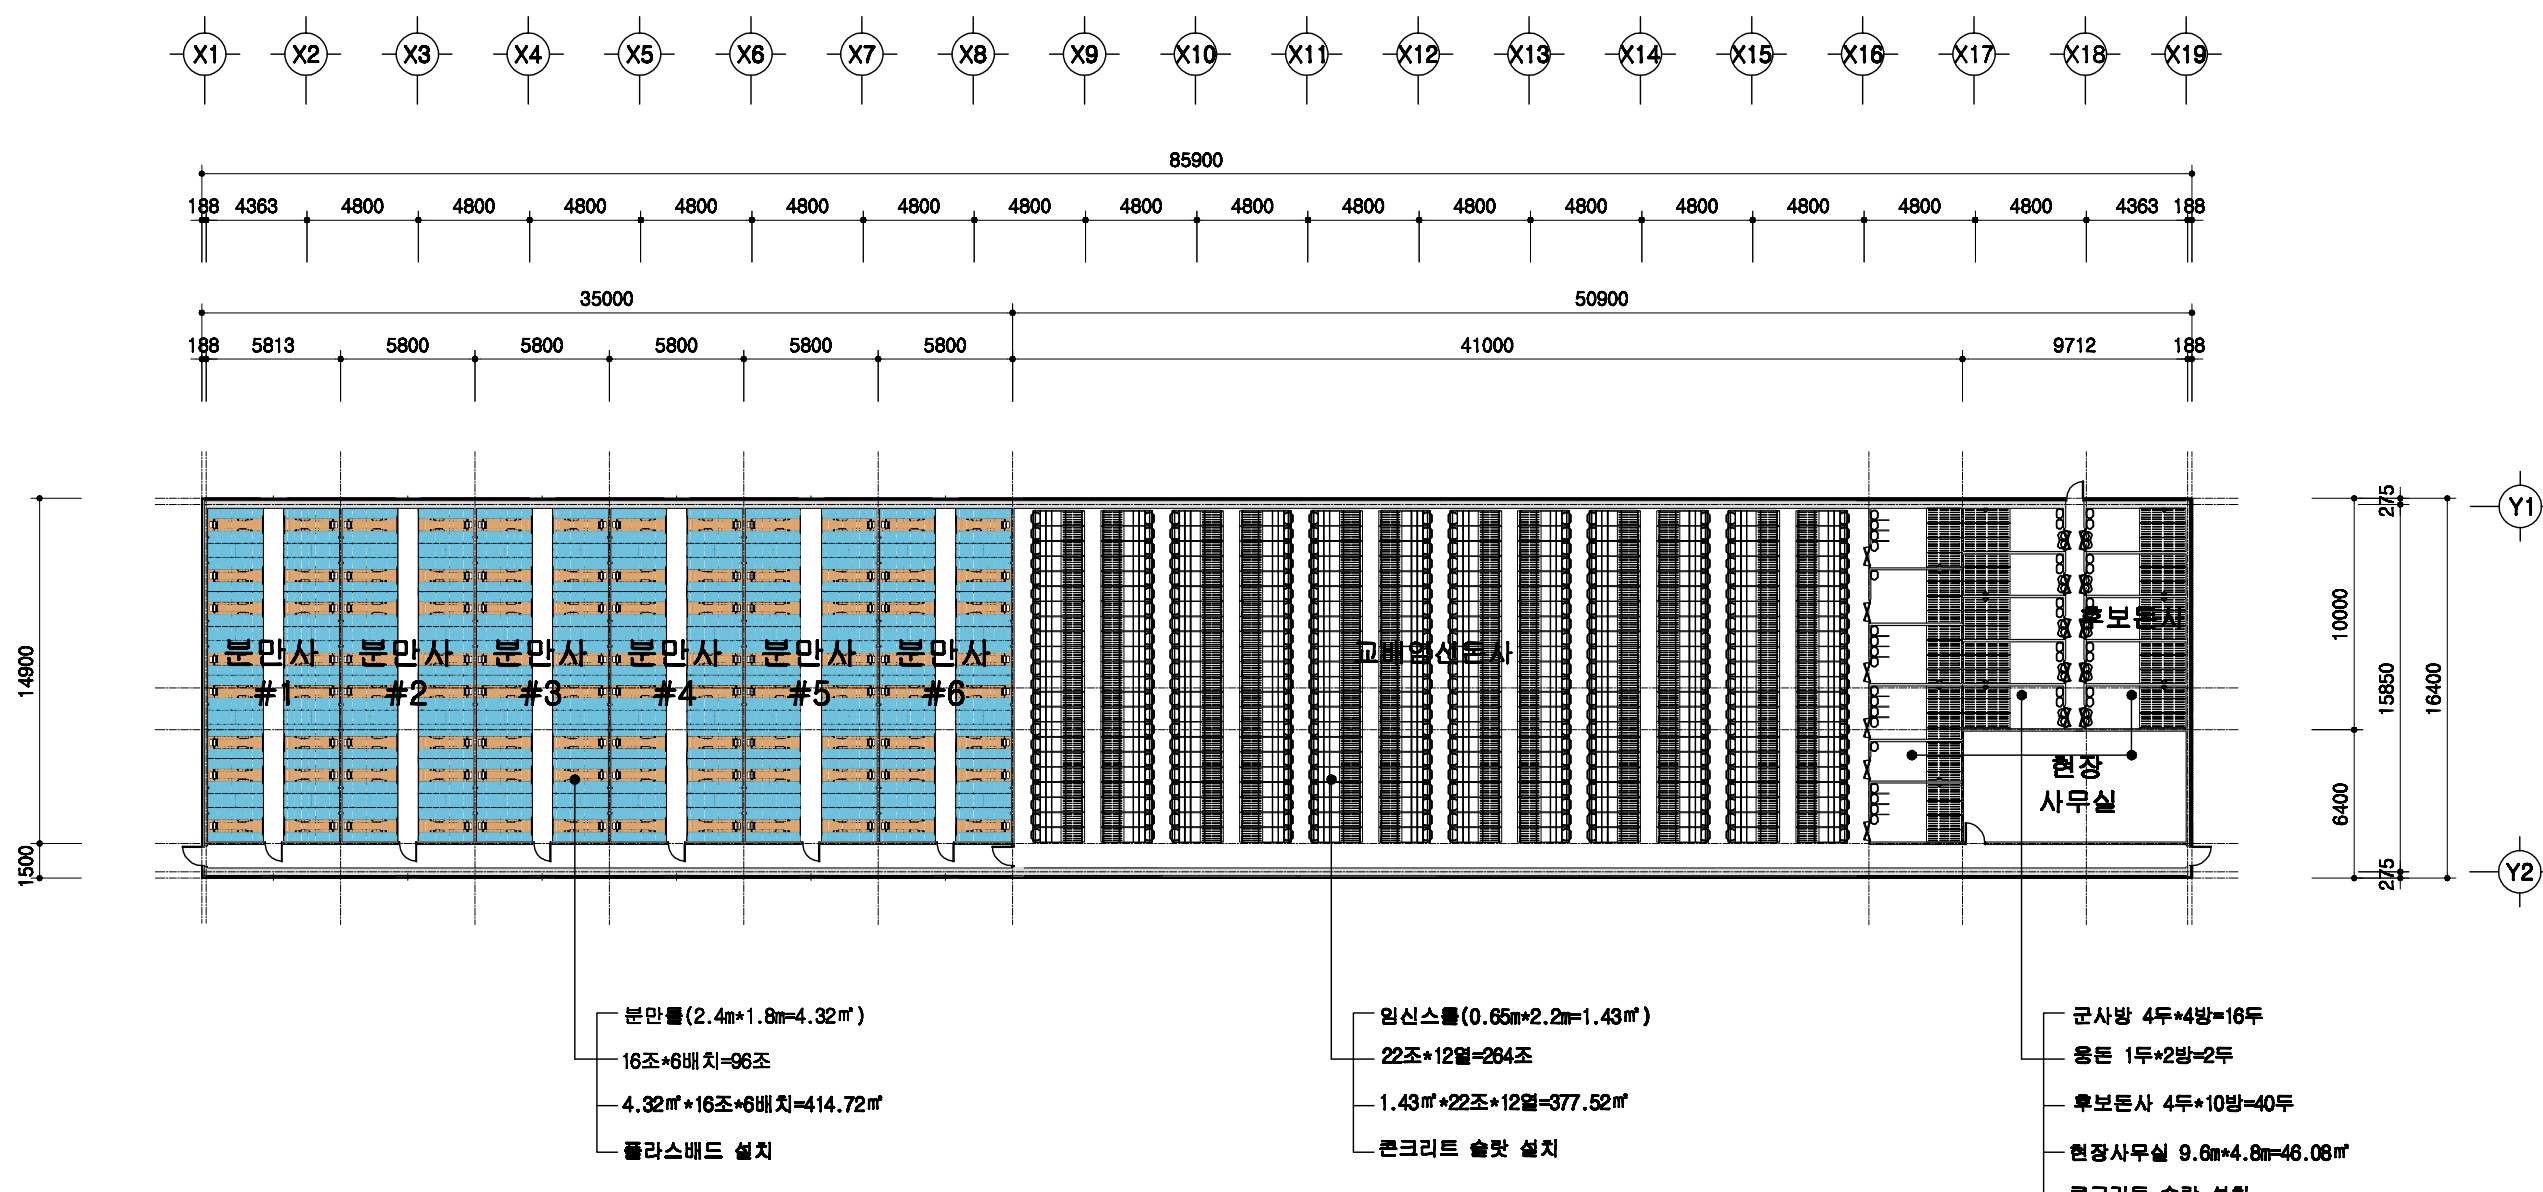 X1 X2 X3 X4 X5 X6 X7 X8 X9 X10 X11 X12 X13 X14 X15 X16 X17 X18 X19
85900
188 4363 4800 4800 4800 4800 4800 4800 4800 4800 4800 4800 4800 4800 4800 4800 4800 4800 4363 188
35000 50900
188 5813 5800 5800 5800 5800 5800 41000 9712 188
Y1
275
14900
10000
15850
16400
분만사 분만사 분만사 분만사 분만사 분만사
#1 #2 #3 #4 #5 #6
교배임신돈사
후보돈사
현장
사무실
6400
1500
275
Y2
분만틀(2.4m*1.8m=4.32㎡)
16조*6배치=96조
4.32㎡*16조*6배치=414.72㎡
플라스배드 설치
임신스톨(0.65m*2.2m=1.43㎡)
22조*12열=264조
1.43㎡*22조*12열=377.52㎡
콘크리트 슬랏 설치
군사방 4두*4방=16두
웅돈 1두*2방=2두
후보돈사 4두*10방=40두
현장사무실 9.6m*4.8m=46.08㎡